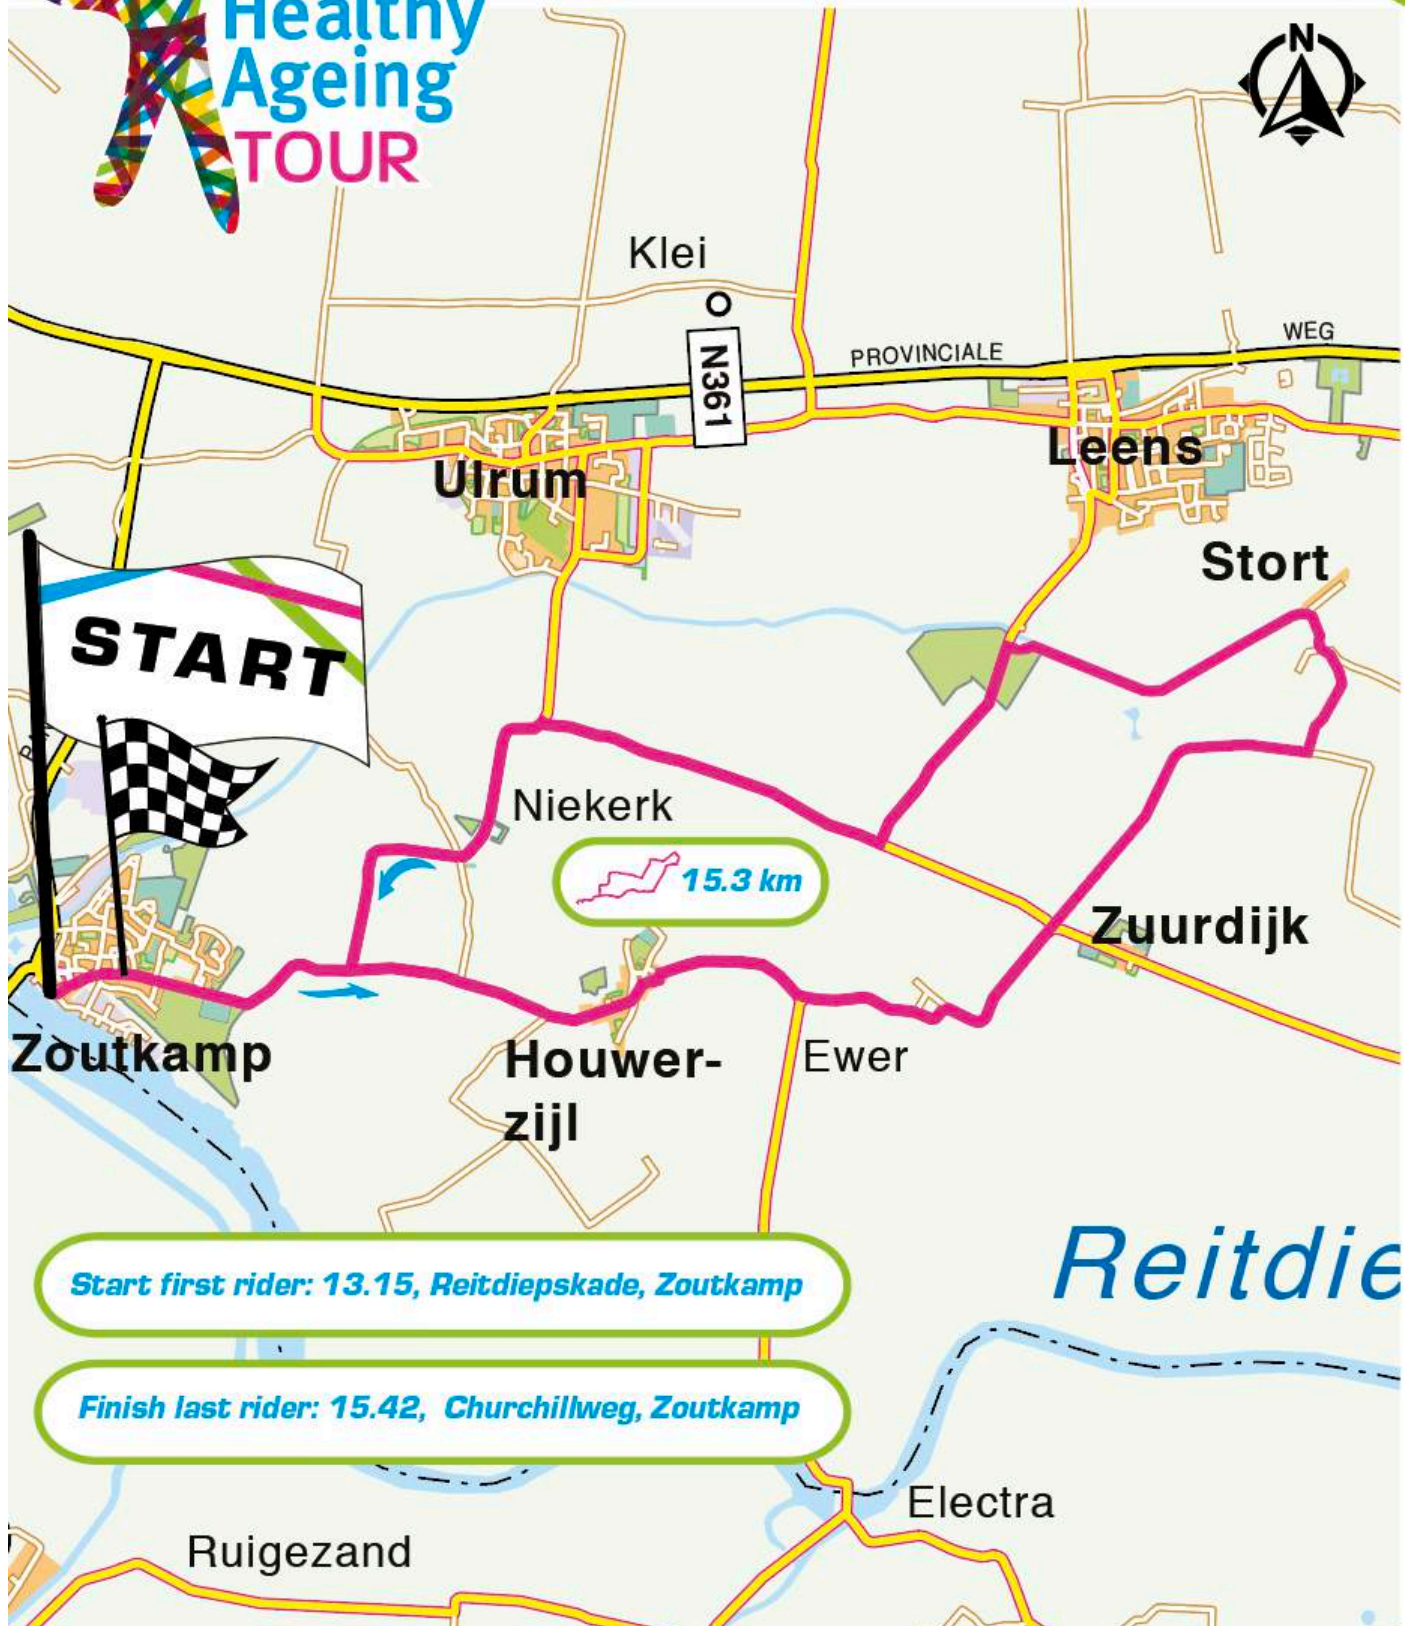 Healthy
Ageing
TOUR
N
Klei
N361
PROVINCIALE
WEG
Ulrum
Leens
Stort
START
Niekerk
15.3 km
Zuurdijk
Zoutkamp
Houwer-
zijl
Ewer
Start first rider: 13.15, Reitdiepskade, Zoutkamp
Reitdie
Finish last rider: 15.42, Churchillweg, Zoutkamp
Electra
Ruigezand